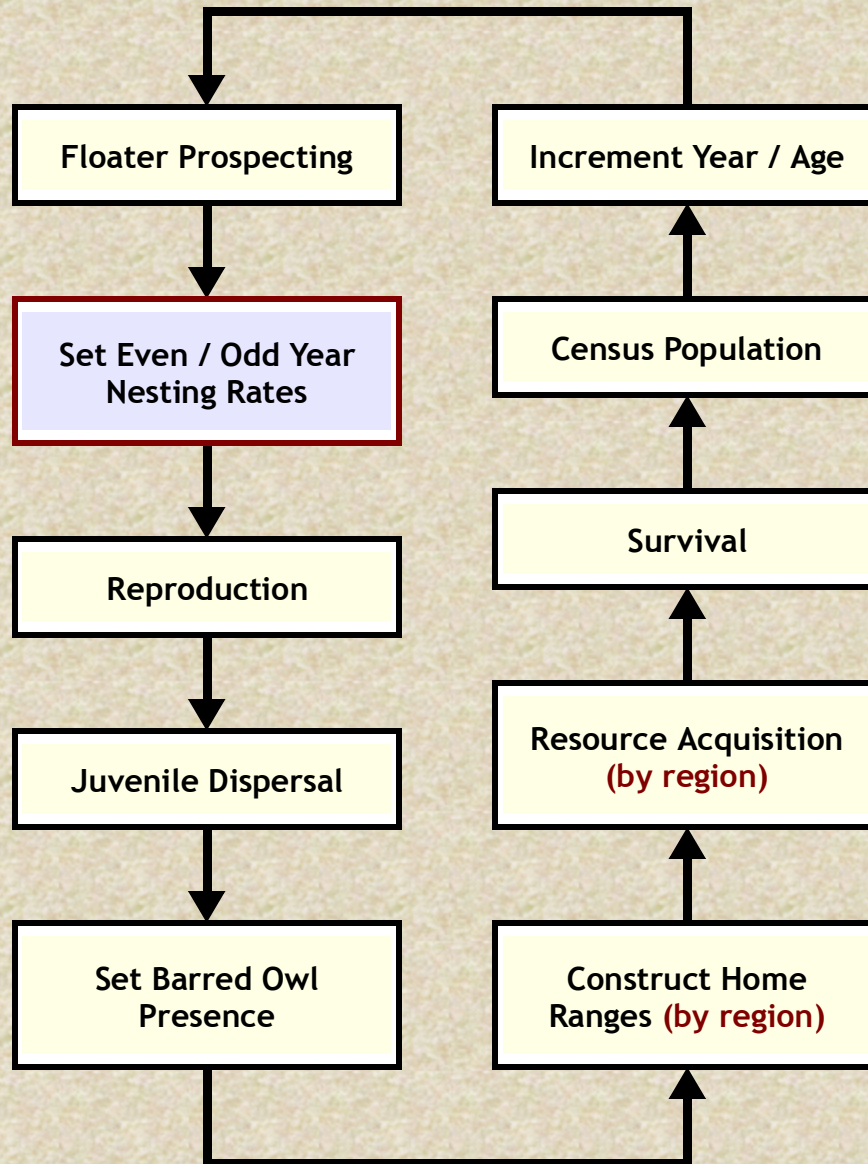 Floater Prospecting
Set Even / Odd Year
Nesting Rates
Reproduction
Juvenile Dispersal
Set Barred Owl
Presence
Increment Year / Age
Census Population
Survival
Resource Acquisition
(by region)
Construct Home
Ranges (by region)